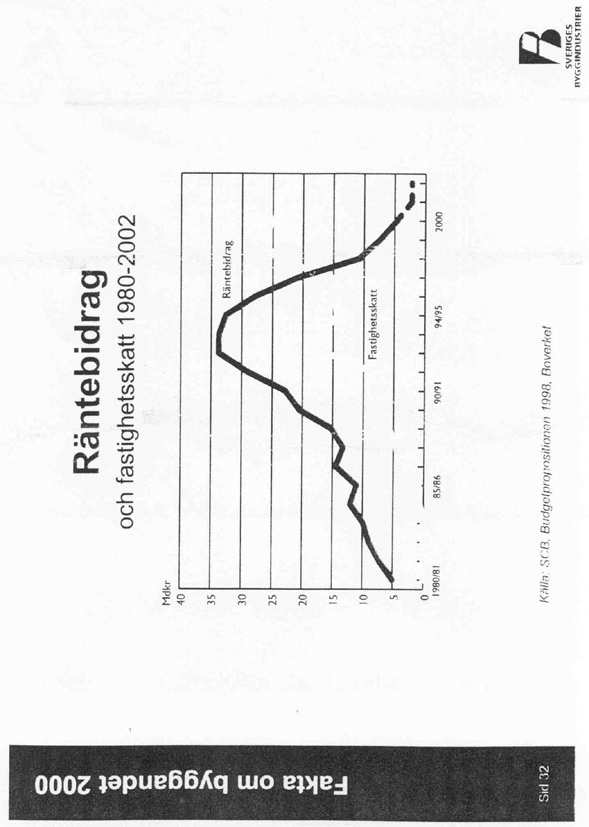 Räntebidrag
och fastighetsskatt 1980-2002
Mdkr
40
35
30
25
20
15
10
5
0
Räntebidrag
Fastighetsskatt
1980/81
85/86
90/91
94/95
2000
Källa: SCB, Budgetpropositionen 1998, Boverket
SVERIGES
BYGGINDUSTRIER
Fakta om byggandet 2000
Sid 32